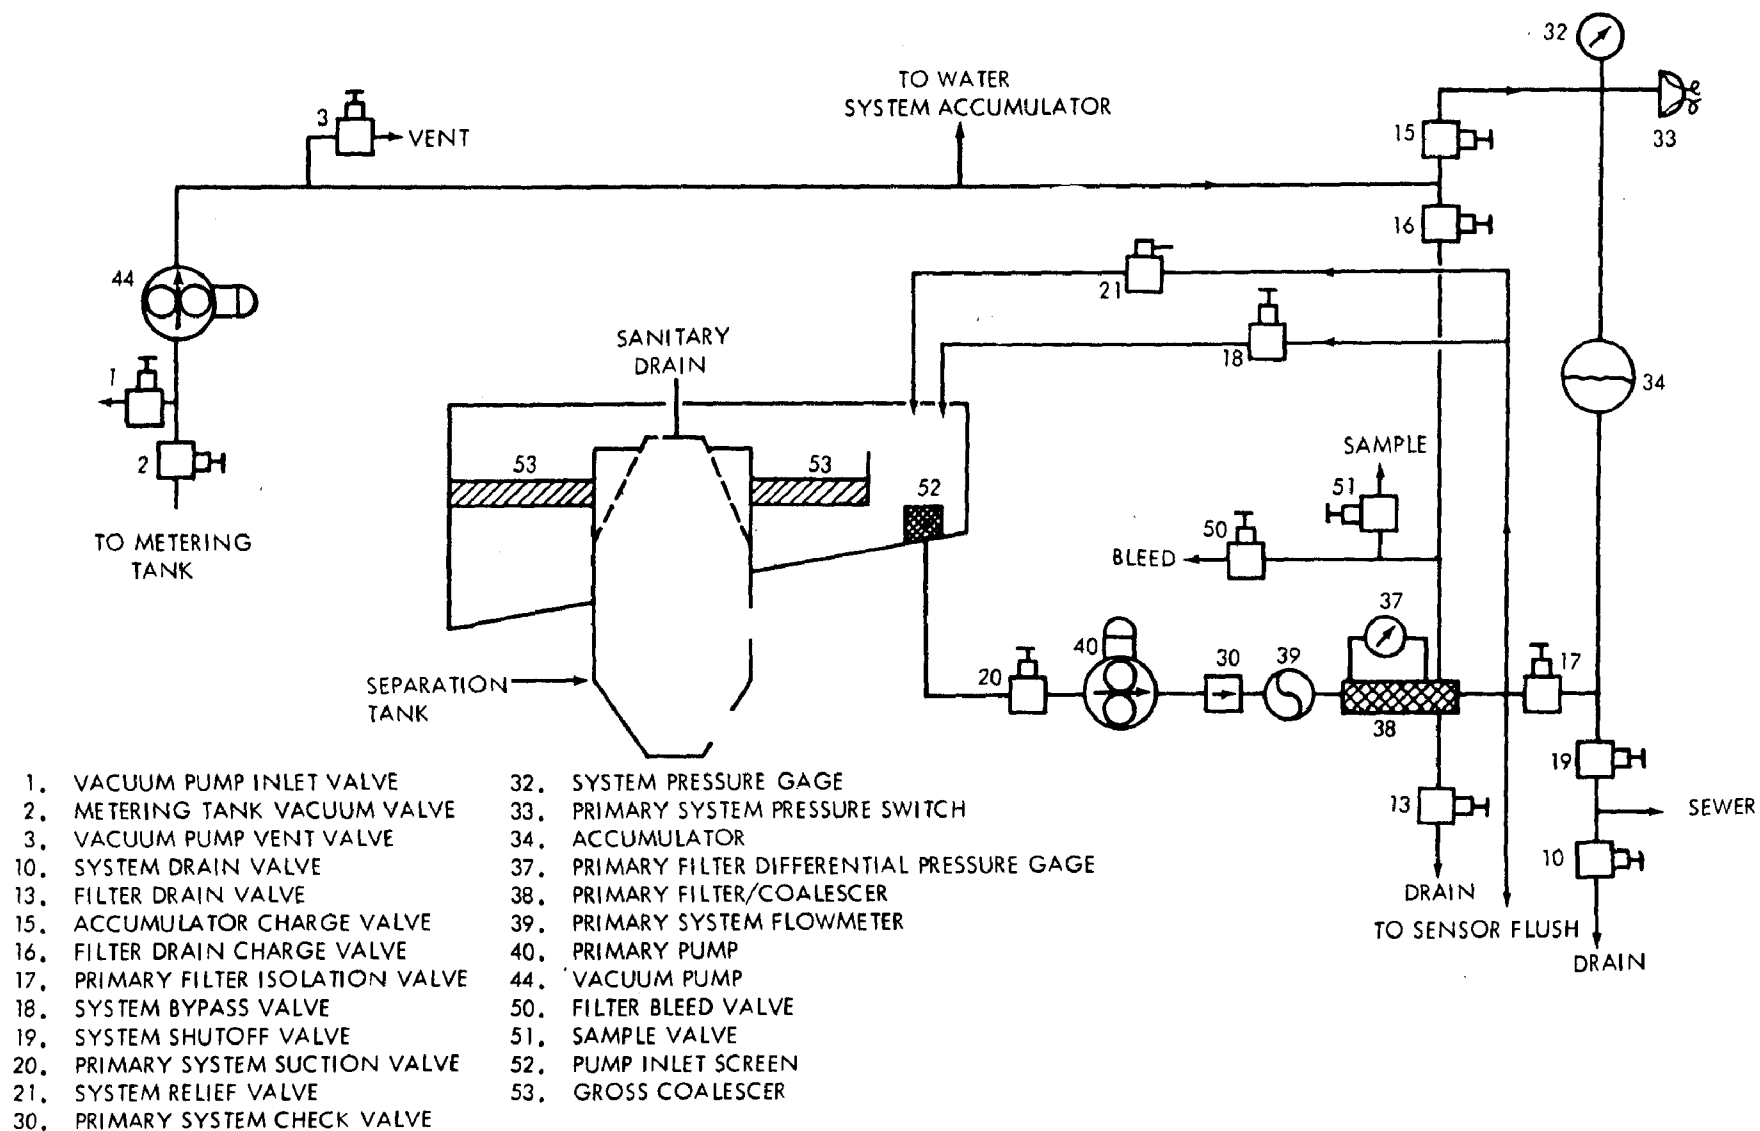 32
TO WATER
SYSTEM ACCUMULATOR
3
VENT
15
33
16
44
21
SANITARY
DRAIN
18
1
34
2
SAMPLE
53
53
52
51
50
TO METERING
TANK
BLEED
37
40
30
39
17
20
SEPARATION
TANK
38
19
13
SEWER
10
DRAIN
TO SENSOR FLUSH
DRAIN
1. VACUUM PUMP INLET VALVE
2. METERING TANK VACUUM VALVE
3. VACUUM PUMP VENT VALVE
10. SYSTEM DRAIN VALVE
13. FILTER DRAIN VALVE
15. ACCUMULATOR CHARGE VALVE
16. FILTER DRAIN CHARGE VALVE
17. PRIMARY FILTER ISOLATION VALVE
18. SYSTEM BYPASS VALVE
19. SYSTEM SHUTOFF VALVE
20. PRIMARY SYSTEM SUCTION VALVE
21. SYSTEM RELIEF VALVE
30. PRIMARY SYSTEM CHECK VALVE
32. SYSTEM PRESSURE GAGE
33. PRIMARY SYSTEM PRESSURE SWITCH
34. ACCUMULATOR
37. PRIMARY FILTER DIFFERENTIAL PRESSURE GAGE
38. PRIMARY FILTER/COALESCER
39. PRIMARY SYSTEM FLOWMETER
40. PRIMARY PUMP
44. VACUUM PUMP
50. FILTER BLEED VALVE
51. SAMPLE VALVE
52. PUMP INLET SCREEN
53. GROSS COALESCER